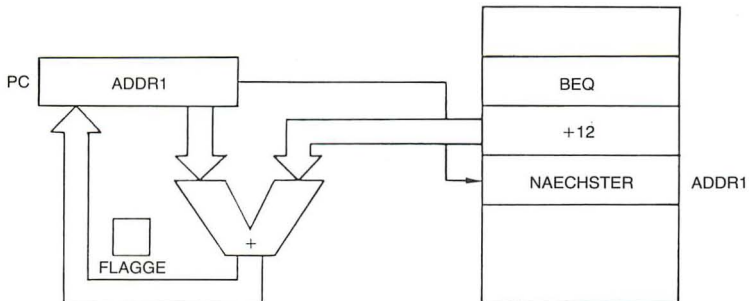 PC
ADDR1
BEQ
+12
NAECHSTER
ADDR1
+
FLAGGE